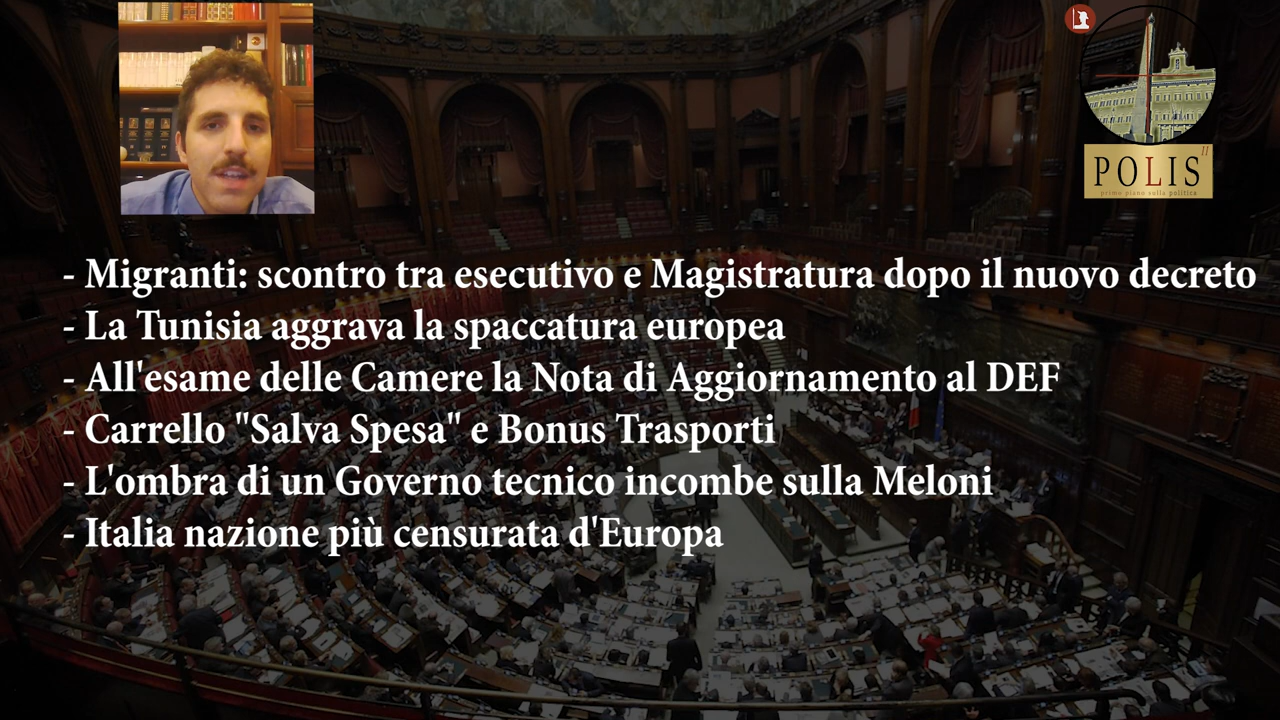 POLIS II
primo piano sulla politica
- Migranti: scontro tra esecutivo e Magistratura dopo il nuovo decreto
- La Tunisia aggrava la spaccatura europea
- All'esame delle Camere la Nota di Aggiornamento al DEF
- Carrello "Salva Spesa" e Bonus Trasporti
- L'ombra di un Governo tecnico incombe sulla Meloni
- Italia nazione più censurata d'Europa